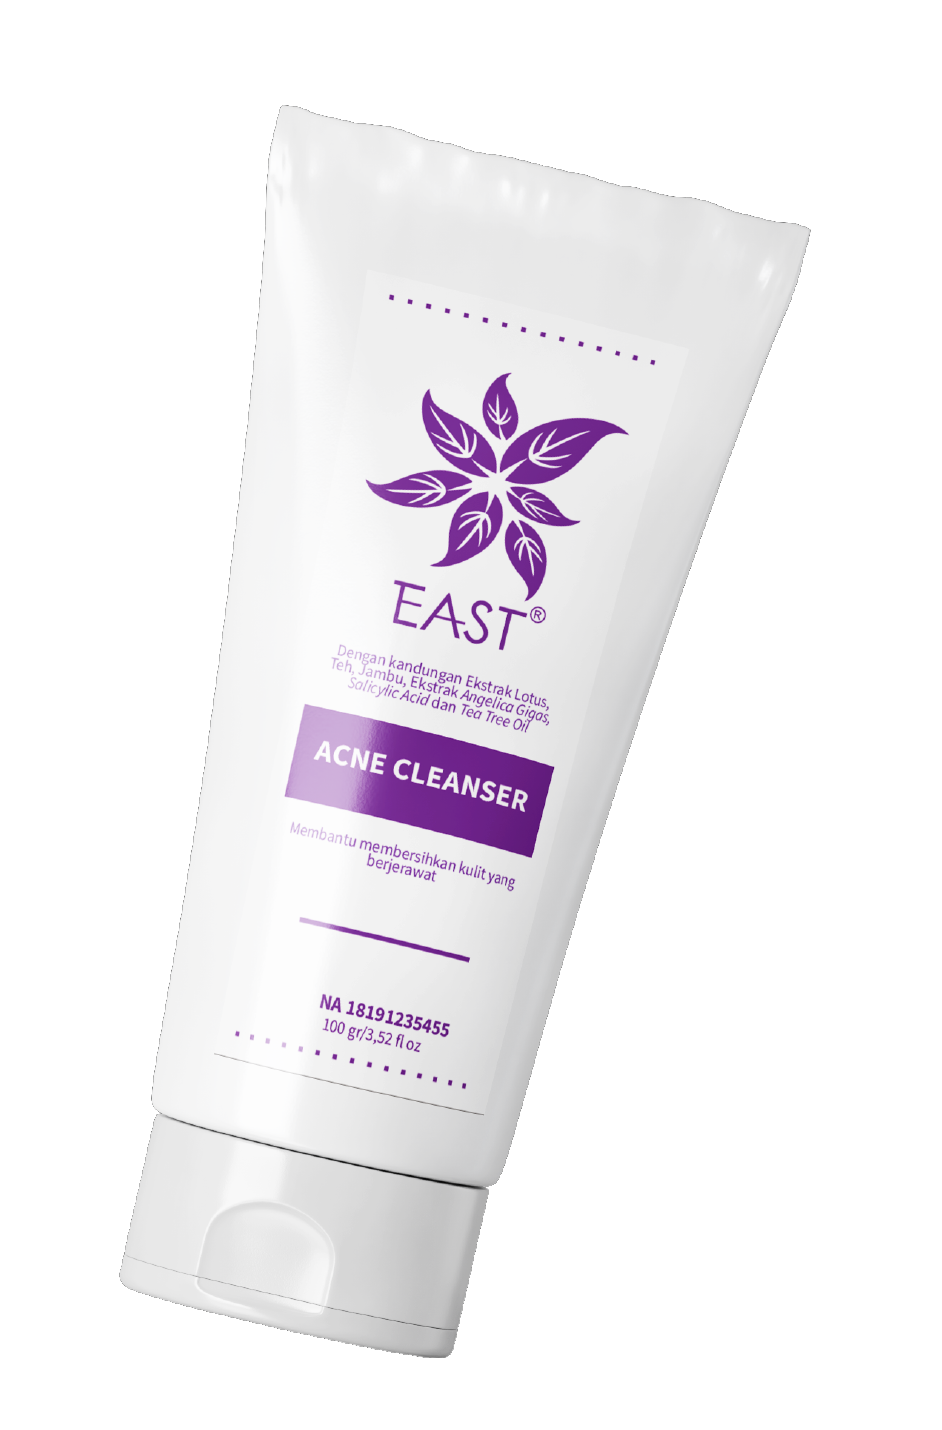 EAST®
Dengan kandungan Ekstrak Lotus,
Teh, Jambu, Ekstrak Angelica Gigas,
Salicylic Acid dan Tea Tree Oil
ACNE CLEANSER
Membantu membersihkan kulit yang
berjerawat
NA 18191235455
100 gr/3,52 fl oz